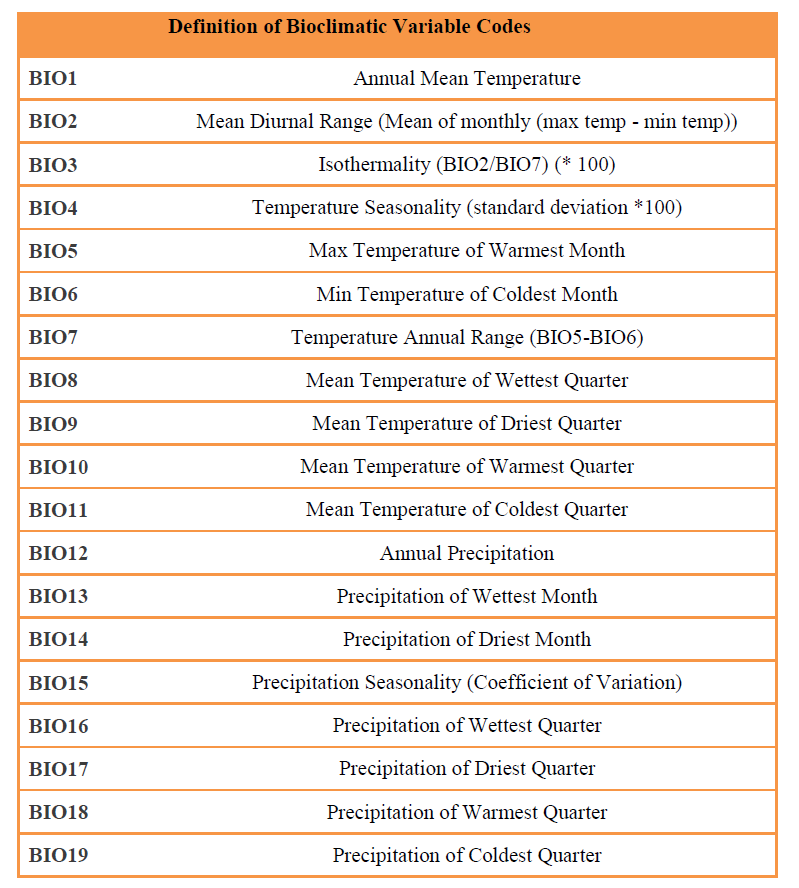 Definition of Bioclimatic Variable Codes
BIO1 Annual Mean Temperature
BIO2 Mean Diurnal Range (Mean of monthly (max temp - min temp))
BIO3 Isothermality (BIO2/BIO7) (* 100)
BIO4 Temperature Seasonality (standard deviation *100)
BIO5 Max Temperature of Warmest Month
BIO6 Min Temperature of Coldest Month
BIO7 Temperature Annual Range (BIO5-BIO6)
BIO8 Mean Temperature of Wettest Quarter
BIO9 Mean Temperature of Driest Quarter
BIO10 Mean Temperature of Warmest Quarter
BIO11 Mean Temperature of Coldest Quarter
BIO12 Annual Precipitation
BIO13 Precipitation of Wettest Month
BIO14 Precipitation of Driest Month
BIO15 Precipitation Seasonality (Coefficient of Variation)
BIO16 Precipitation of Wettest Quarter
BIO17 Precipitation of Driest Quarter
BIO18 Precipitation of Warmest Quarter
BIO19 Precipitation of Coldest Quarter